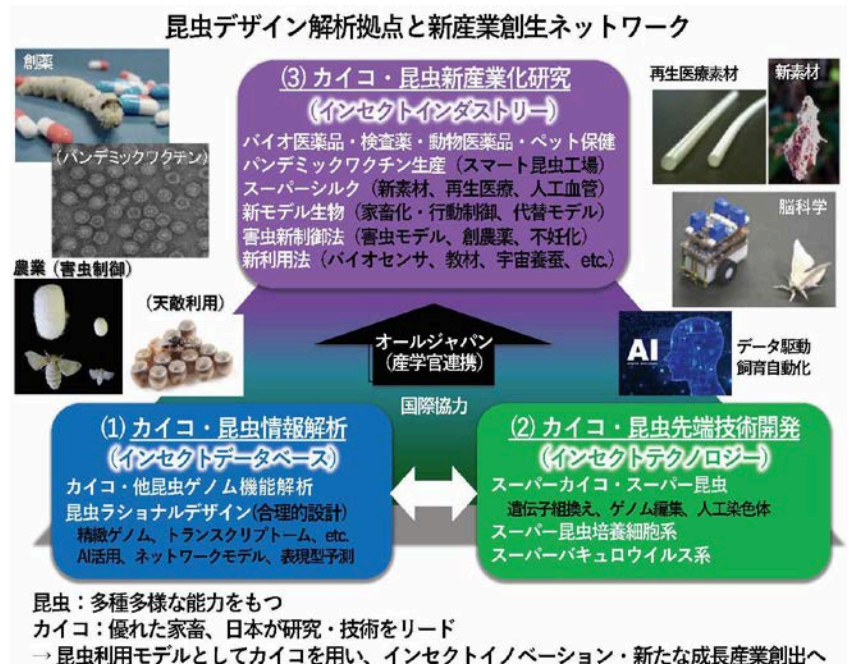 昆虫デザイン解析拠点と新産業創生ネットワーク
創薬
(パンデミックワクチン)
農業 (害虫制御)
(天敵利用)
(3) カイコ・昆虫新産業化研究
(インセクトインダストリー)
バイオ医薬品・検査薬・動物医薬品・ペット保健
パンデミックワクチン生産 (スマート昆虫工場)
スーパーシルク (新素材、再生医療、人工血管)
新モデル生物 (家畜化・行動制御、代替モデル)
害虫新制御法 (害虫モデル、創農薬、不妊化)
新利用法 (バイオセンサ、教材、宇宙養蚕、etc.)
再生医療素材
新素材
脳科学
AI
データ駆動
飼育自動化
オールジャパン
(産学官連携)
国際協力
(1) カイコ・昆虫情報解析
(インセクトデータベース)
カイコ・他昆虫ゲノム機能解析
昆虫ラショナルデザイン(合理的設計)
精緻ゲノム、トランスクリプトーム、etc.
AI活用、ネットワークモデル、表現型予測
(2) カイコ・昆虫先端技術開発
(インセクトテクノロジー)
スーパーカイコ・スーパー昆虫
遺伝子組換え、ゲノム編集、人工染色体
スーパー昆虫培養細胞系
スーパーバキュロウイルス系
昆虫：多種多様な能力をもつ
カイコ：優れた家畜、日本が研究・技術をリード
→ 昆虫利用モデルとしてカイコを用い、インセクトイノベーション・新たな成長産業創出へ